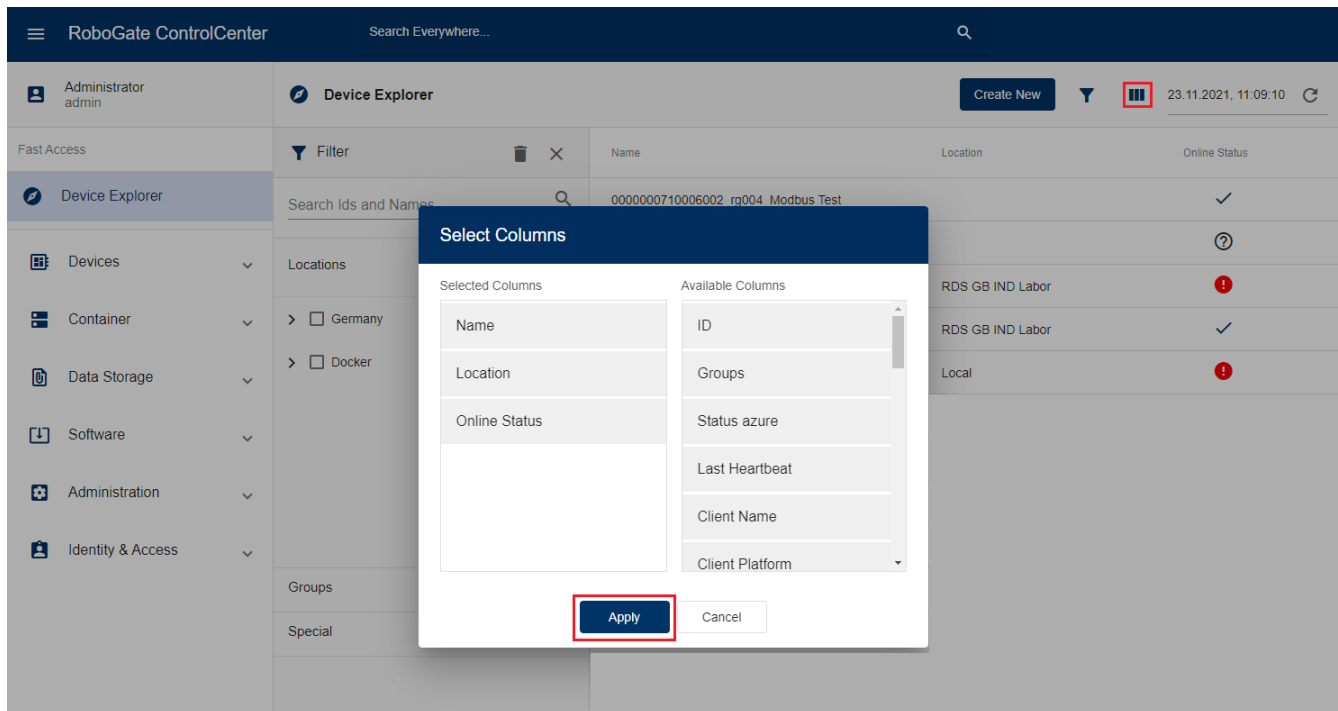 RoboGate ControlCenter
Search Everywhere...
Administrator
admin
Device Explorer
Create New
23.11.2021, 11:09:10
Fast Access
Filter
Name
Location
Online Status
Device Explorer
Search Ids and Names
0000000710006002_rg004_Modbus Test
Select Columns
Devices
Locations
Selected Columns
Available Columns
RDS GB IND Labor
Container
Germany
Name
ID
RDS GB IND Labor
Docker
Location
Groups
Local
Data Storage
Online Status
Status azure
Software
Last Heartbeat
Administration
Client Name
Identity & Access
Client Platform
Groups
Apply
Cancel
Special